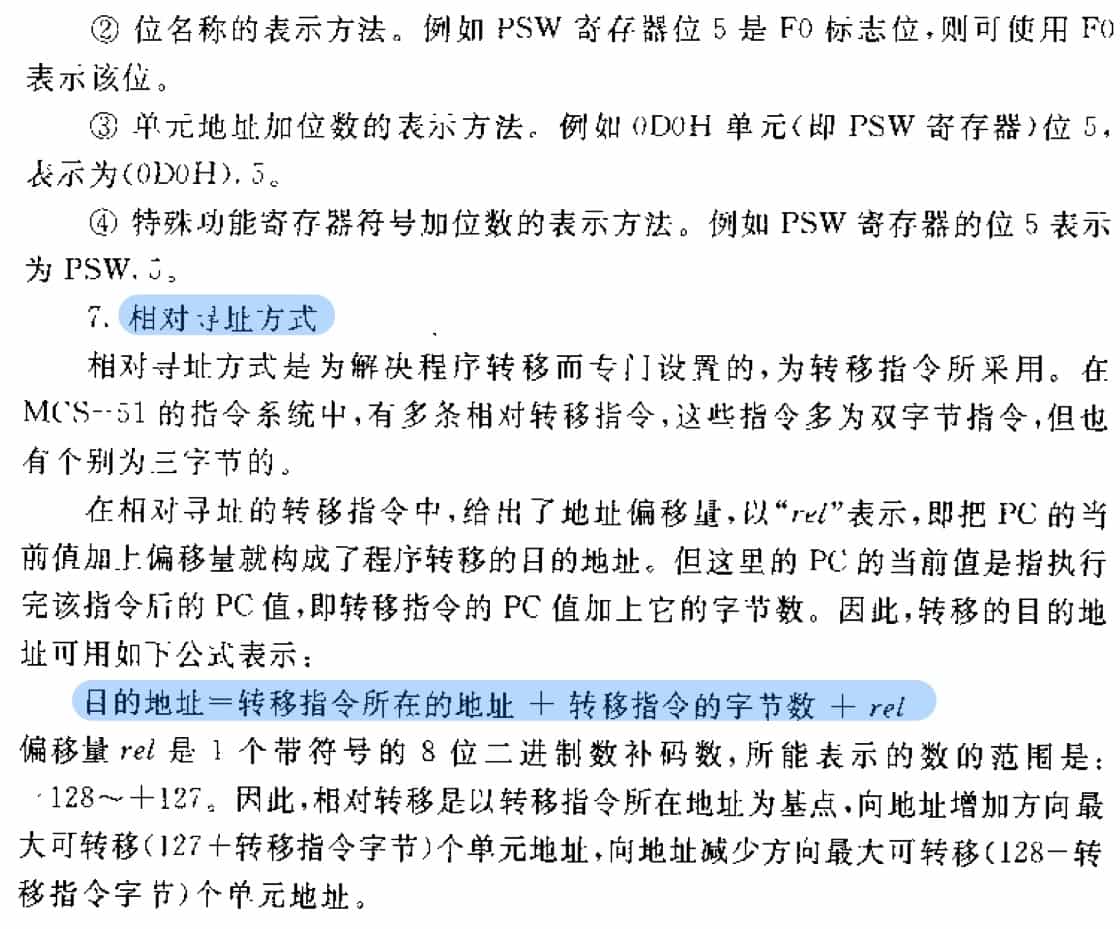 ② 位名称的表示方法。例如 PSW 寄存器位 5 是 F0 标志位,则可使用 F0
表示该位。
③ 单元地址加位数的表示方法。例如 0D0H 单元(即 PSW 寄存器)位 5,
表示为(0D0H).5。
④ 特殊功能寄存器符号加位数的表示方法。例如 PSW 寄存器的位 5 表示
为 PSW.5。
7. 相对寻址方式
相对寻址方式是为解决程序转移而专门设置的,为转移指令所采用。在
MCS-51 的指令系统中,有多条相对转移指令,这些指令多为双字节指令,但也
有个别为三字节的。
在相对寻址的转移指令中,给出了地址偏移量,以“rel”表示,即把 PC 的当
前值加上偏移量就构成了程序转移的目的地址。但这里的 PC 的当前值是指执行
完该指令后的 PC 值,即转移指令的 PC 值加上它的字节数。因此,转移的目的地
址可用如下公式表示:
目的地址=转移指令所在的地址 + 转移指令的字节数 + rel
偏移量 rel 是 1 个带符号的 8 位二进制数补码数,所能表示的数的范围是:
-128~+127。因此,相对转移是以转移指令所在地址为基点,向地址增加方向最
大可转移(127+转移指令字节)个单元地址,向地址减少方向最大可转移(128-转
移指令字节)个单元地址。